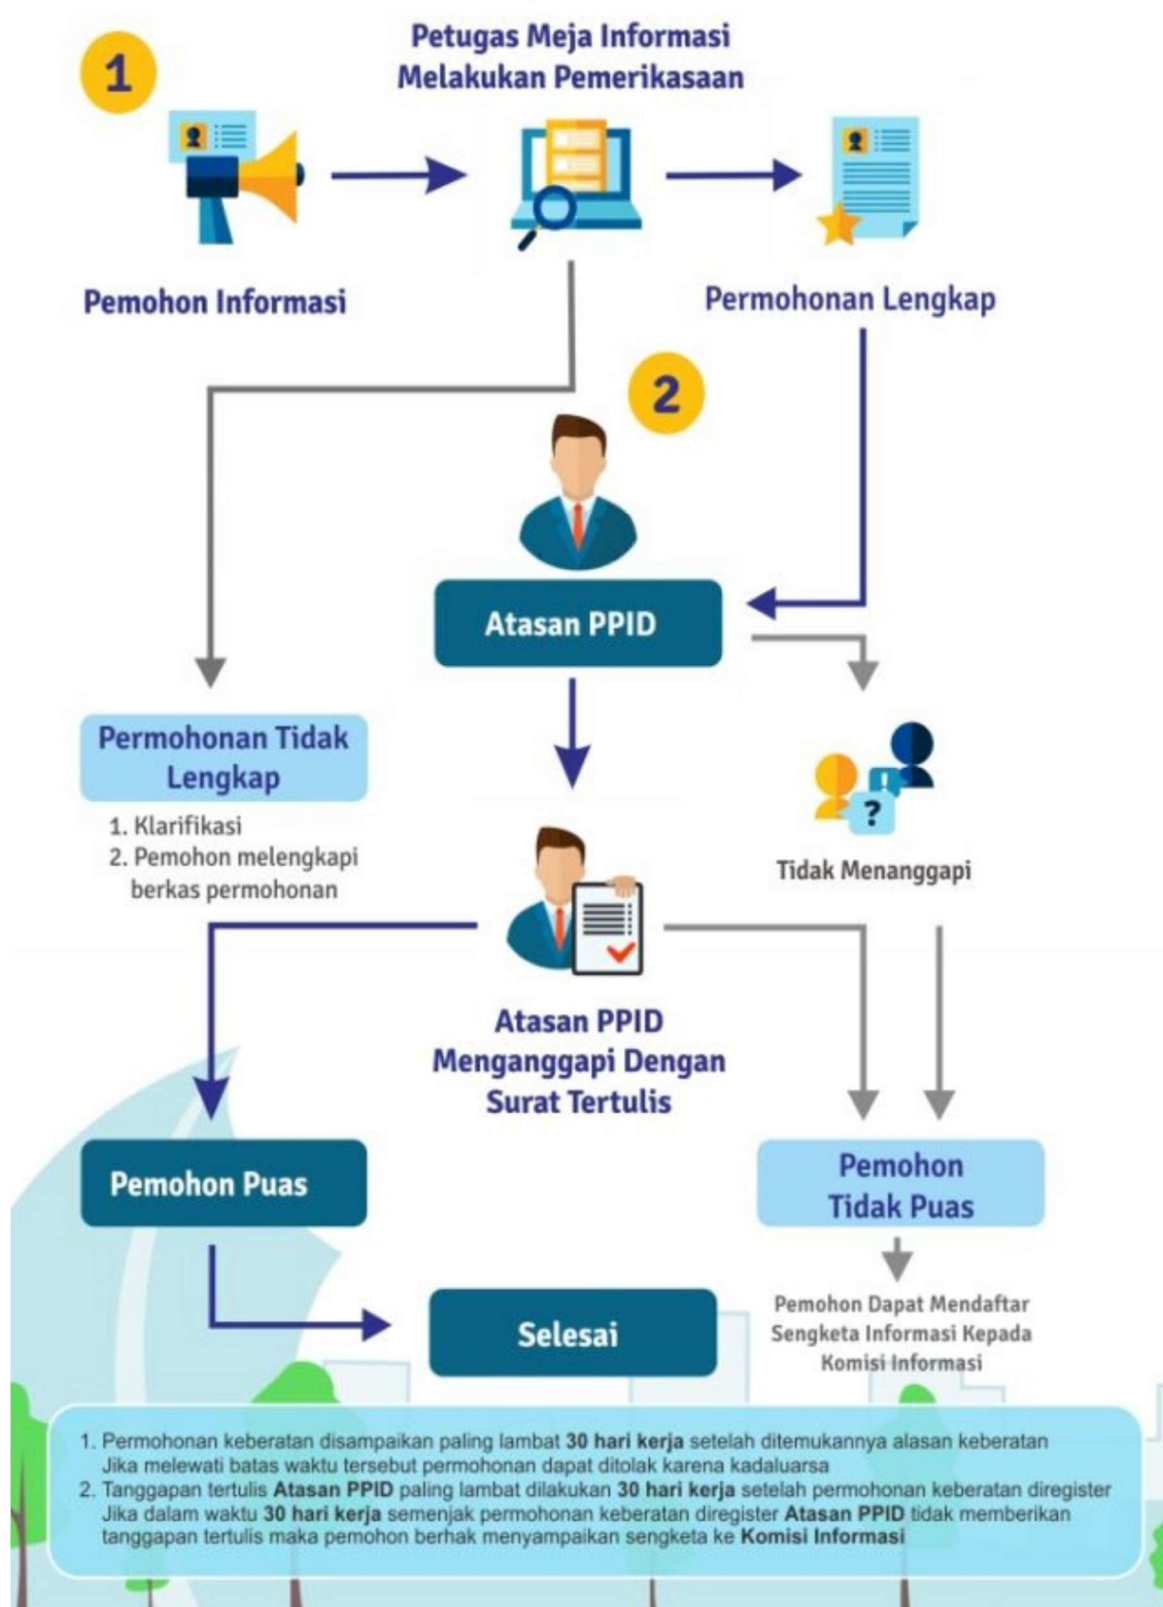 1
Petugas Meja Informasi
Melakukan Pemerikasaan
Pemohon Informasi
Permohonan Lengkap
2
Atasan PPID
Permohonan Tidak
Lengkap
1. Klarifikasi
2. Pemohon melengkapi
berkas permohonan
!
?
Tidak Menanggapi
Atasan PPID
Menganggapi Dengan
Surat Tertulis
Pemohon Puas
Pemohon
Tidak Puas
Selesai
Pemohon Dapat Mendaftar
Sengketa Informasi Kepada
Komisi Informasi
1. Permohonan keberatan disampaikan paling lambat 30 hari kerja setelah ditemukannya alasan keberatan
Jika melewati batas waktu tersebut permohonan dapat ditolak karena kadaluarsa
2. Tanggapan tertulis Atasan PPID paling lambat dilakukan 30 hari kerja setelah permohonan keberatan diregister
Jika dalam waktu 30 hari kerja semenjak permohonan keberatan diregister Atasan PPID tidak memberikan
tanggapan tertulis maka pemohon berhak menyampaikan sengketa ke Komisi Informasi